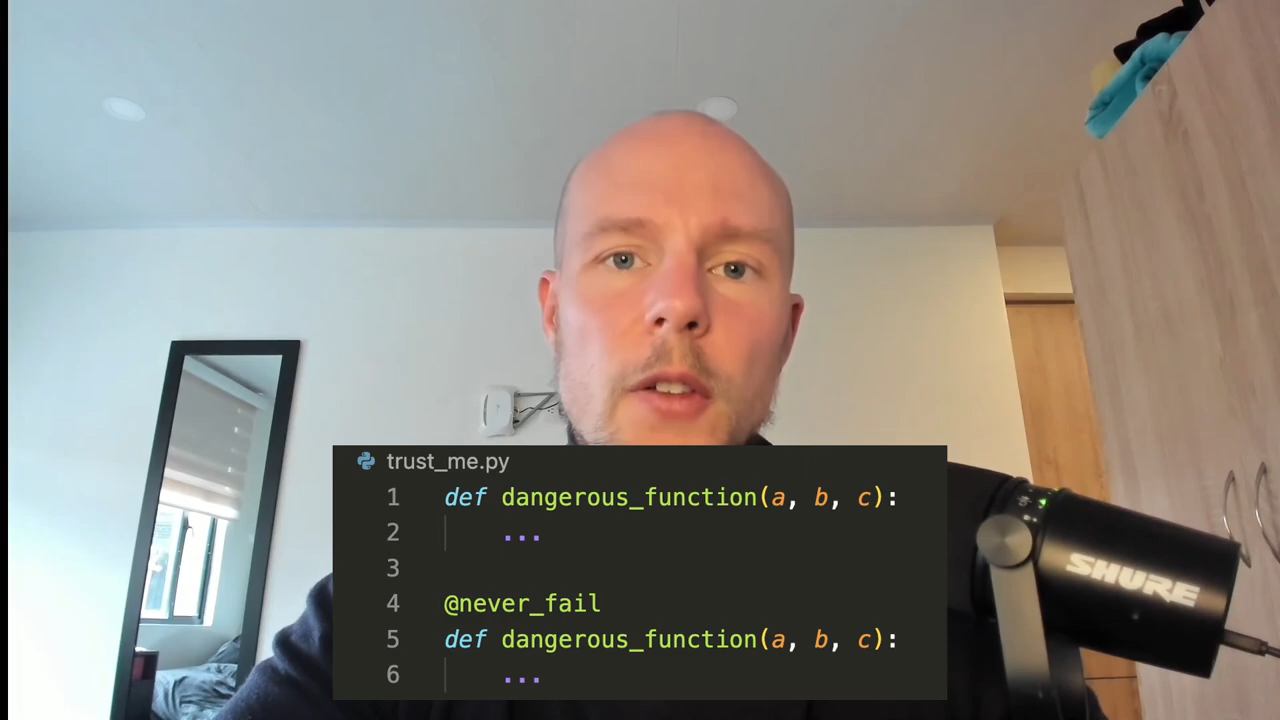 trust_me.py
1 def dangerous_function(a, b, c):
2 ...
3
4 @never_fail
5 def dangerous_function(a, b, c):
6 ...
SHURE